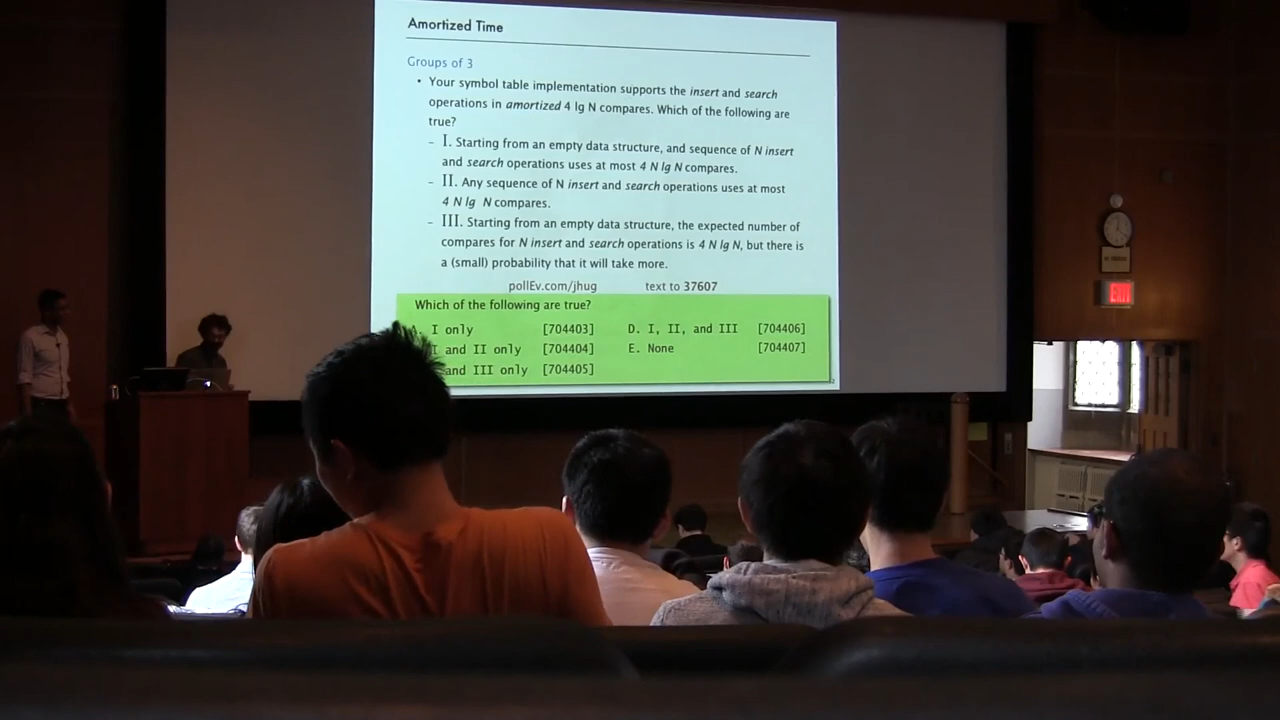 Amortized Time
Groups of 3
• Your symbol table implementation supports the insert and search
operations in amortized 4 lg N compares. Which of the following are
true?
– I. Starting from an empty data structure, and sequence of N insert
and search operations uses at most 4 N lg N compares.
– II. Any sequence of N insert and search operations uses at most
4 N lg N compares.
– III. Starting from an empty data structure, the expected number of
compares for N insert and search operations is 4 N lg N, but there is
a (small) probability that it will take more.
pollEv.com/jhug text to 37607
Which of the following are true?
I only [704403] D. I, II, and III [704406]
I and II only [704404] E. None [704407]
and III only [704405]
EXIT